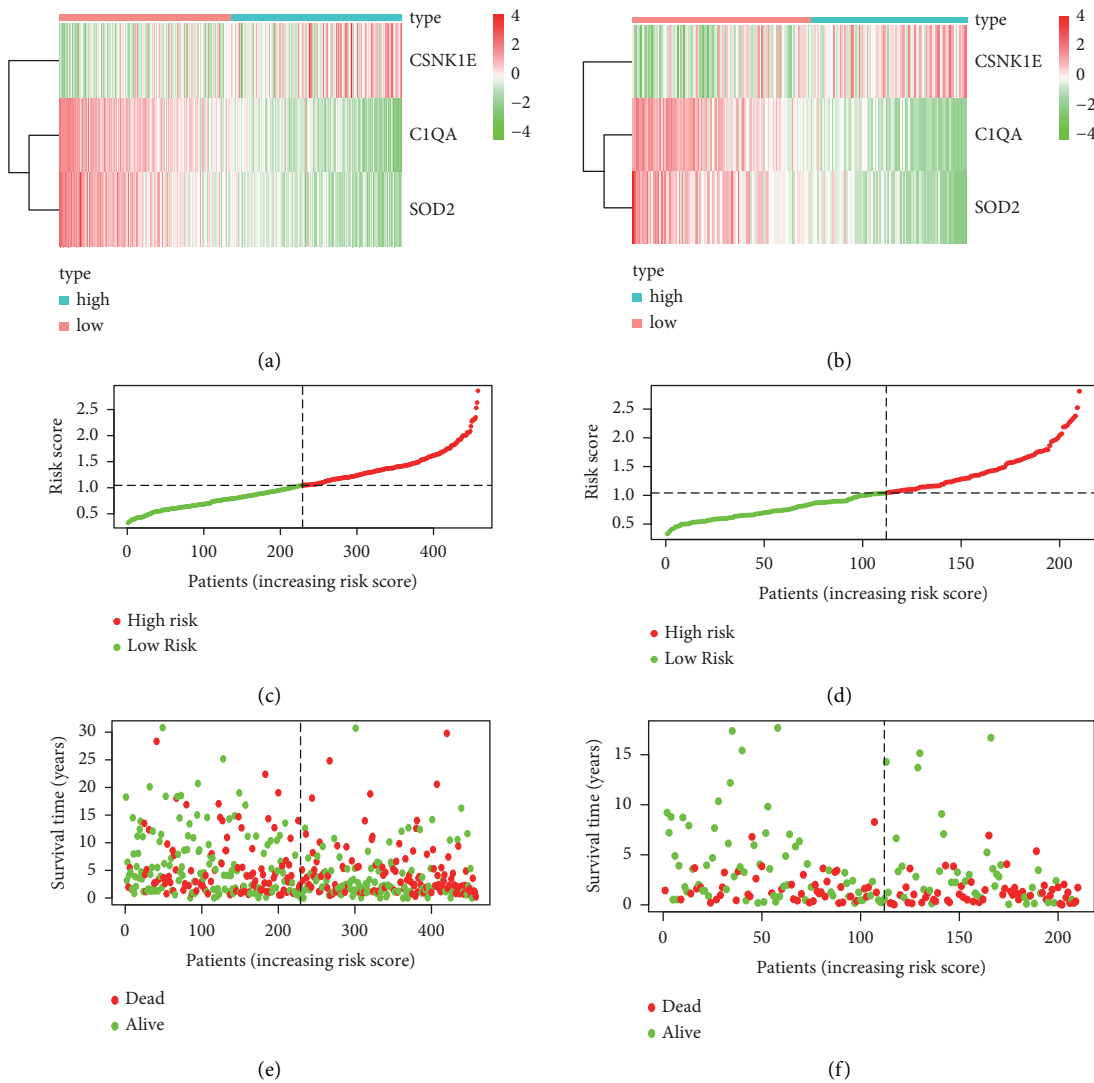 type
4
CSNK1E
2
0
C1QA
−2
−4
SOD2
type
high
low
(a)
type
4
CSNK1E
2
0
C1QA
−2
−4
SOD2
type
high
low
(b)
2.5
2.0
1.5
1.0
0.5
Risk score
0 100 200 300 400
Patients (increasing risk score)
High risk
Low Risk
(c)
2.5
2.0
1.5
1.0
0.5
Risk score
0 50 100 150 200
Patients (increasing risk score)
High risk
Low Risk
(d)
30
25
20
15
10
5
0
Survival time (years)
0 100 200 300 400
Patients (increasing risk score)
Dead
Alive
(e)
15
10
5
0
Survival time (years)
0 50 100 150 200
Patients (increasing risk score)
Dead
Alive
(f)